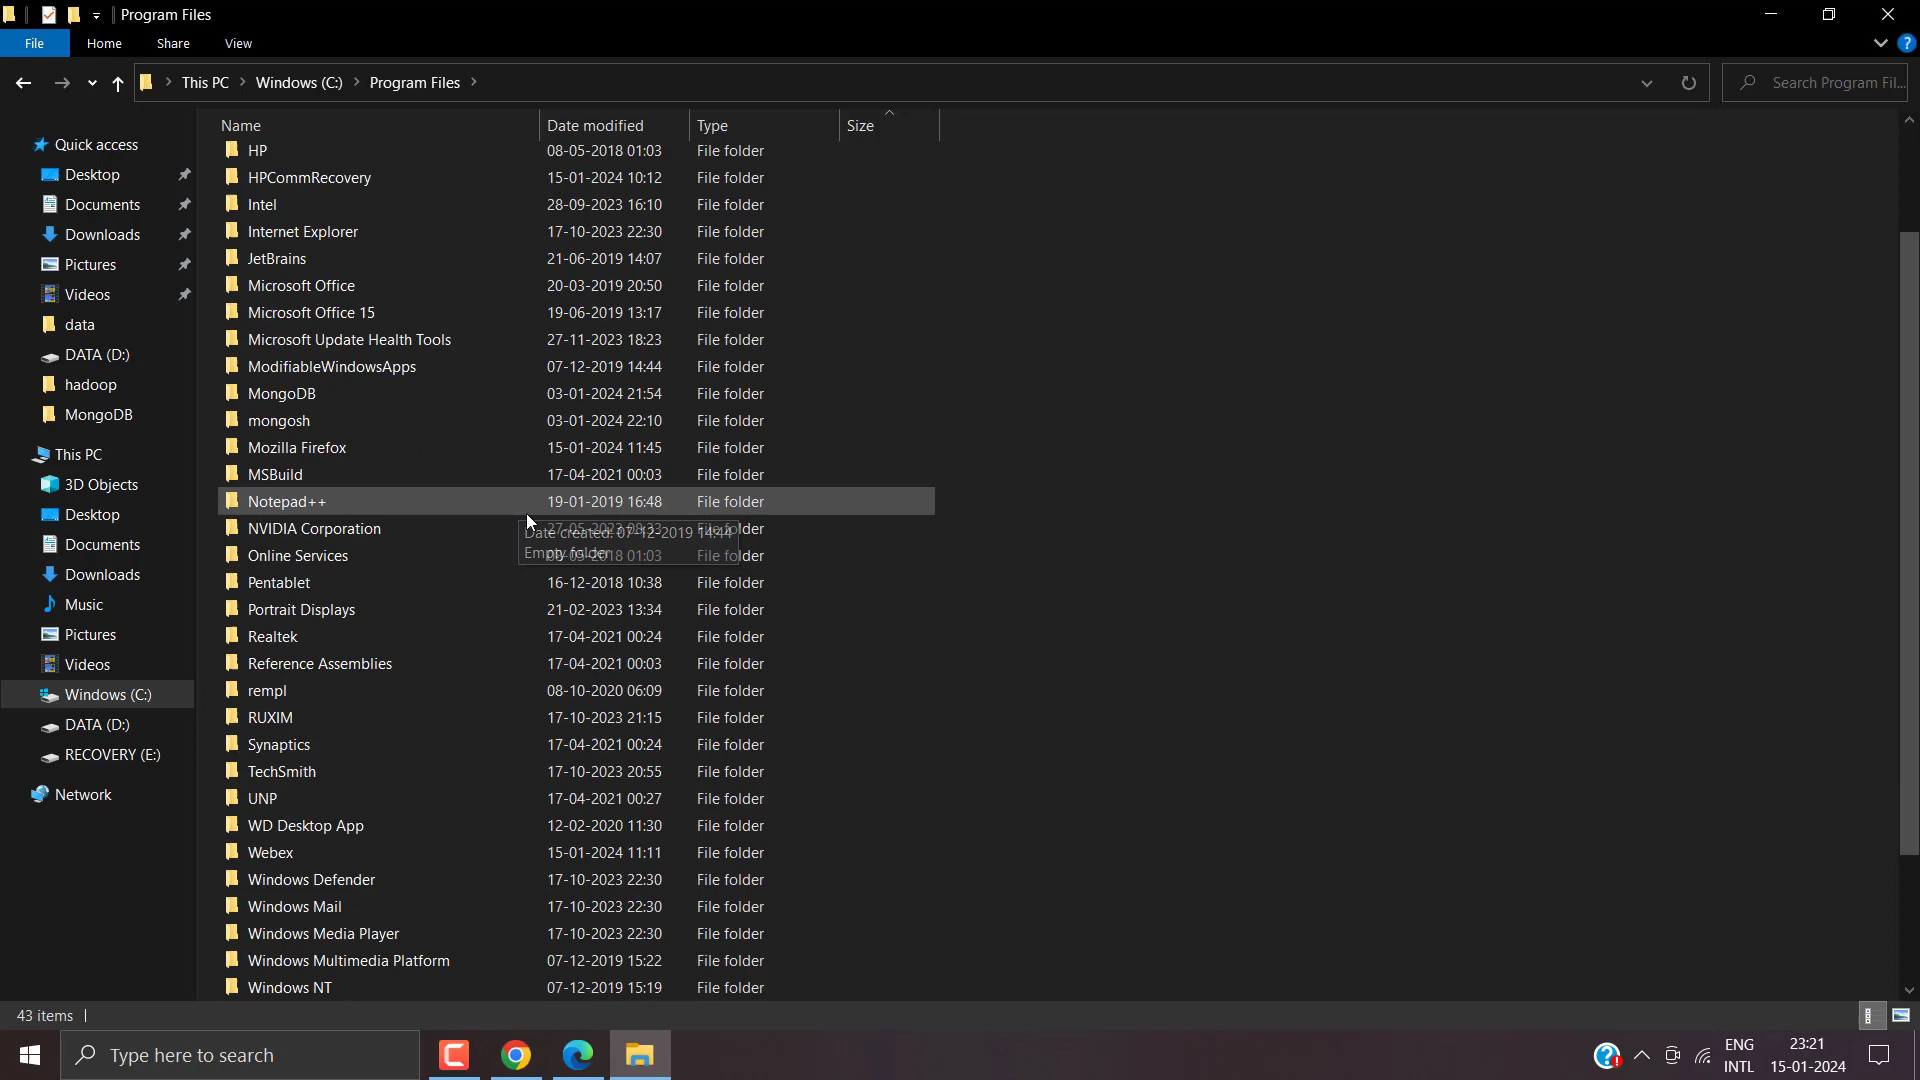 Program Files
File Home Share View
This PC Windows (C:) Program Files
Search Program Fil...
Name Date modified Type Size
Quick access
Desktop
Documents
Downloads
Pictures
Videos
data
DATA (D:)
hadoop
MongoDB
This PC
3D Objects
Desktop
Documents
Downloads
Music
Pictures
Videos
Windows (C:)
DATA (D:)
RECOVERY (E:)
Network
HP 08-05-2018 01:03 File folder
HPCommRecovery 15-01-2024 10:12 File folder
Intel 28-09-2023 16:10 File folder
Internet Explorer 17-10-2023 22:30 File folder
JetBrains 21-06-2019 14:07 File folder
Microsoft Office 20-03-2019 20:50 File folder
Microsoft Office 15 19-06-2019 13:17 File folder
Microsoft Update Health Tools 27-11-2023 18:23 File folder
ModifiableWindowsApps 07-12-2019 14:44 File folder
MongoDB 03-01-2024 21:54 File folder
mongosh 03-01-2024 22:10 File folder
Mozilla Firefox 15-01-2024 11:45 File folder
MSBuild 17-04-2021 00:03 File folder
Notepad++ 19-01-2019 16:48 File folder
NVIDIA Corporation File folder
Date created: 07-12-2019 14:44
Empty folder
Online Services 01:03 File folder
Pentablet 16-12-2018 10:38 File folder
Portrait Displays 21-02-2023 13:34 File folder
Realtek 17-04-2021 00:24 File folder
Reference Assemblies 17-04-2021 00:03 File folder
rempl 08-10-2020 06:09 File folder
RUXIM 17-10-2023 21:15 File folder
Synaptics 17-04-2021 00:24 File folder
TechSmith 17-10-2023 20:55 File folder
UNP 17-04-2021 00:27 File folder
WD Desktop App 12-02-2020 11:30 File folder
Webex 15-01-2024 11:11 File folder
Windows Defender 17-10-2023 22:30 File folder
Windows Mail 17-10-2023 22:30 File folder
Windows Media Player 17-10-2023 22:30 File folder
Windows Multimedia Platform 07-12-2019 15:22 File folder
Windows NT 07-12-2019 15:19 File folder
43 items
Type here to search
ENG
INTL
23:21
15-01-2024